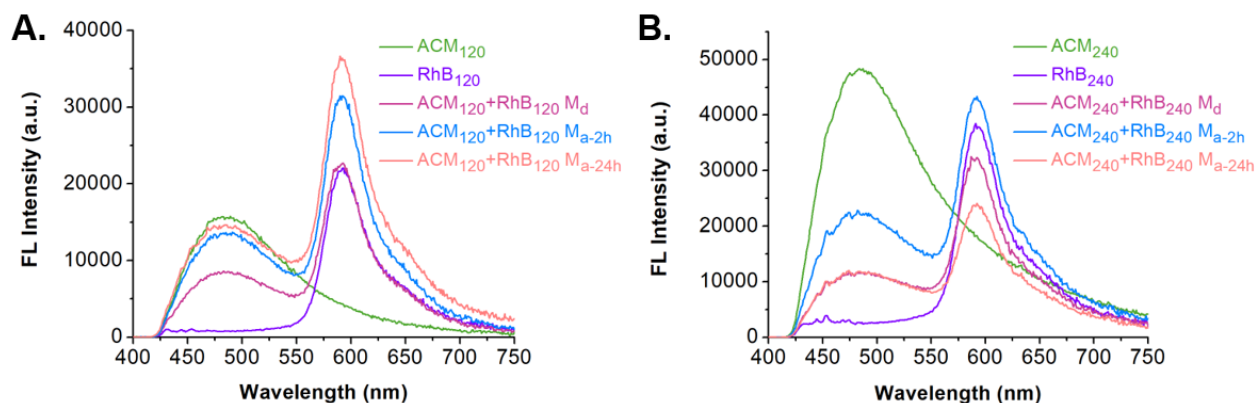 A.
40000
30000
20000
10000
0
400 450 500 550 600 650 700 750
FL Intensity (a.u.)
Wavelength (nm)
ACM120
RhB120
ACM120+RhB120 Md
ACM120+RhB120 Ma-2h
ACM120+RhB120 Ma-24h
B.
50000
40000
30000
20000
10000
0
400 450 500 550 600 650 700 750
FL Intensity (a.u.)
Wavelength (nm)
ACM240
RhB240
ACM240+RhB240 Md
ACM240+RhB240 Ma-2h
ACM240+RhB240 Ma-24h